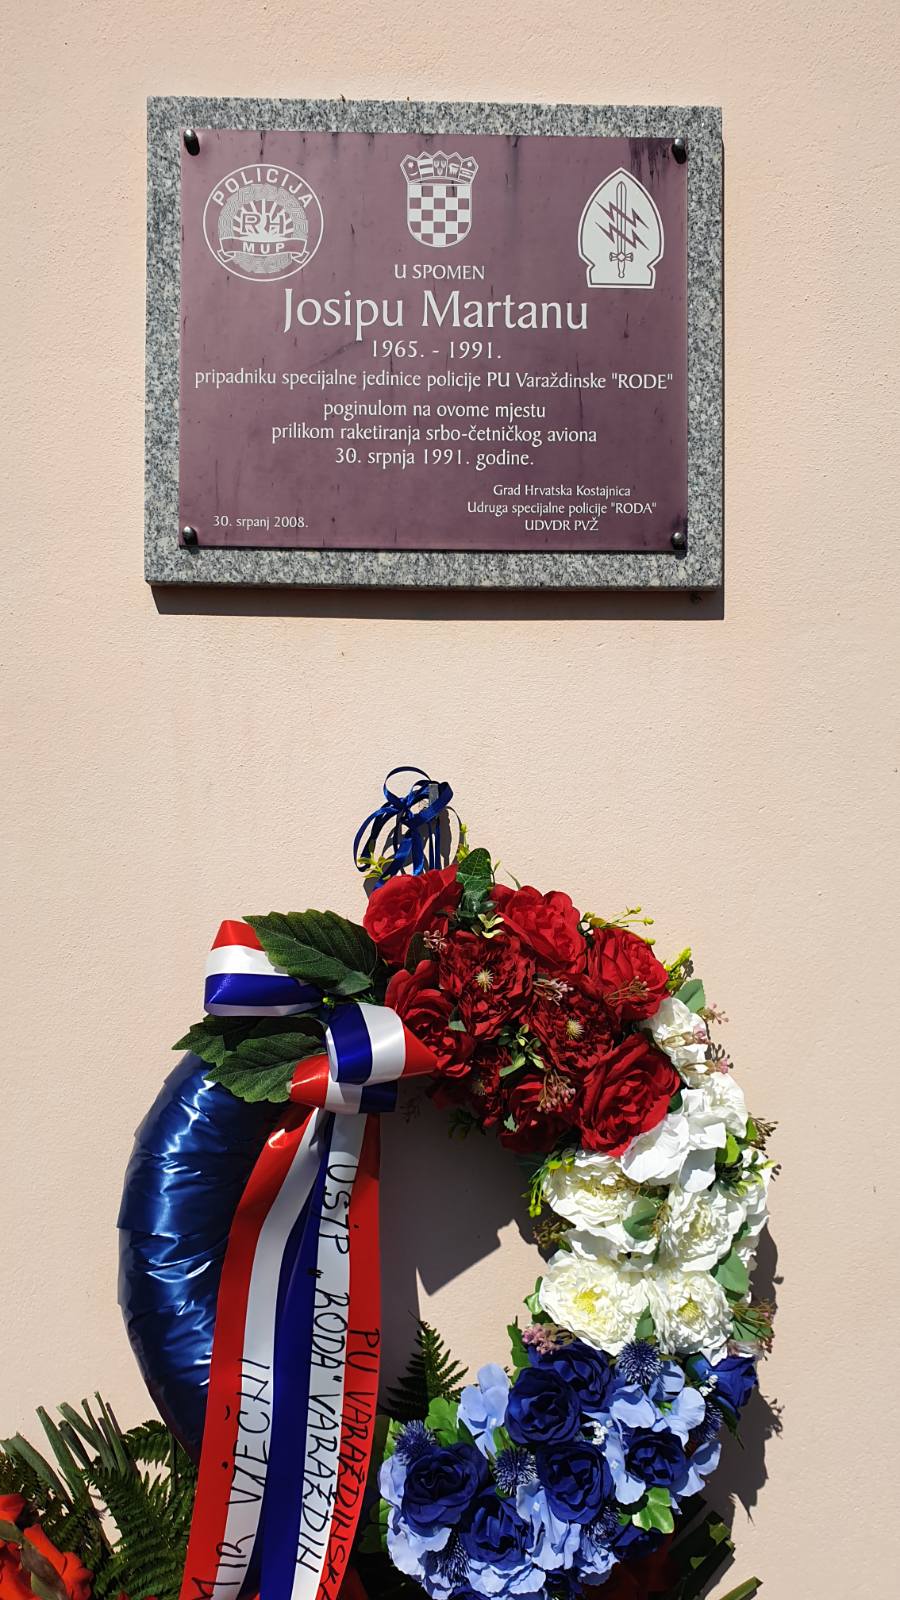 POLICIJA
RH
MUP
U SPOMEN
Josipu Martanu
1965. - 1991.
pripadniku specijalne jedinice policije PU Varaždinske "RODE"
poginulom na ovome mjestu
prilikom raketiranja srbo-četničkog aviona
30. srpnja 1991. godine.
Grad Hrvatska Kostajnica
Udruga specijalne policije "RODA"
UDVDR PVŽ
30. srpanj 2008.
MIR VJEČNI
USJP "RODA" VARAŽDIN
PU VARAŽDINSKA